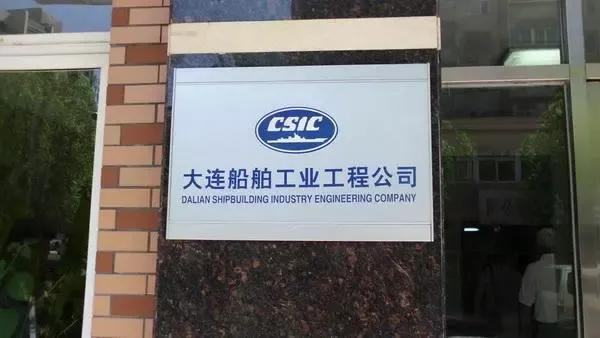 CSIC
大连船舶工业工程公司
DALIAN SHIPBUILDING INDUSTRY ENGINEERING COMPANY